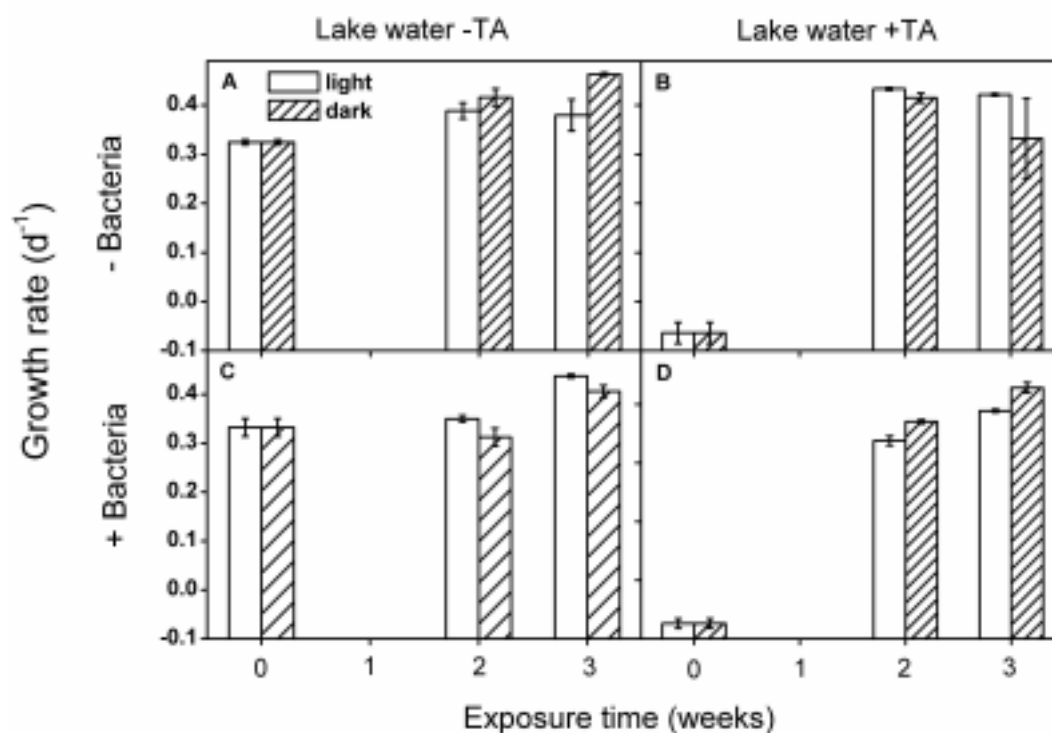 Lake water -TA
Lake water +TA
A
light
dark
B
0.4
0.3
0.2
0.1
0.0
-0.1
- Bacteria
Growth rate (d⁻¹)
C
D
0.4
0.3
0.2
0.1
0.0
-0.1
+ Bacteria
0 1 2 3
0 1 2 3
Exposure time (weeks)